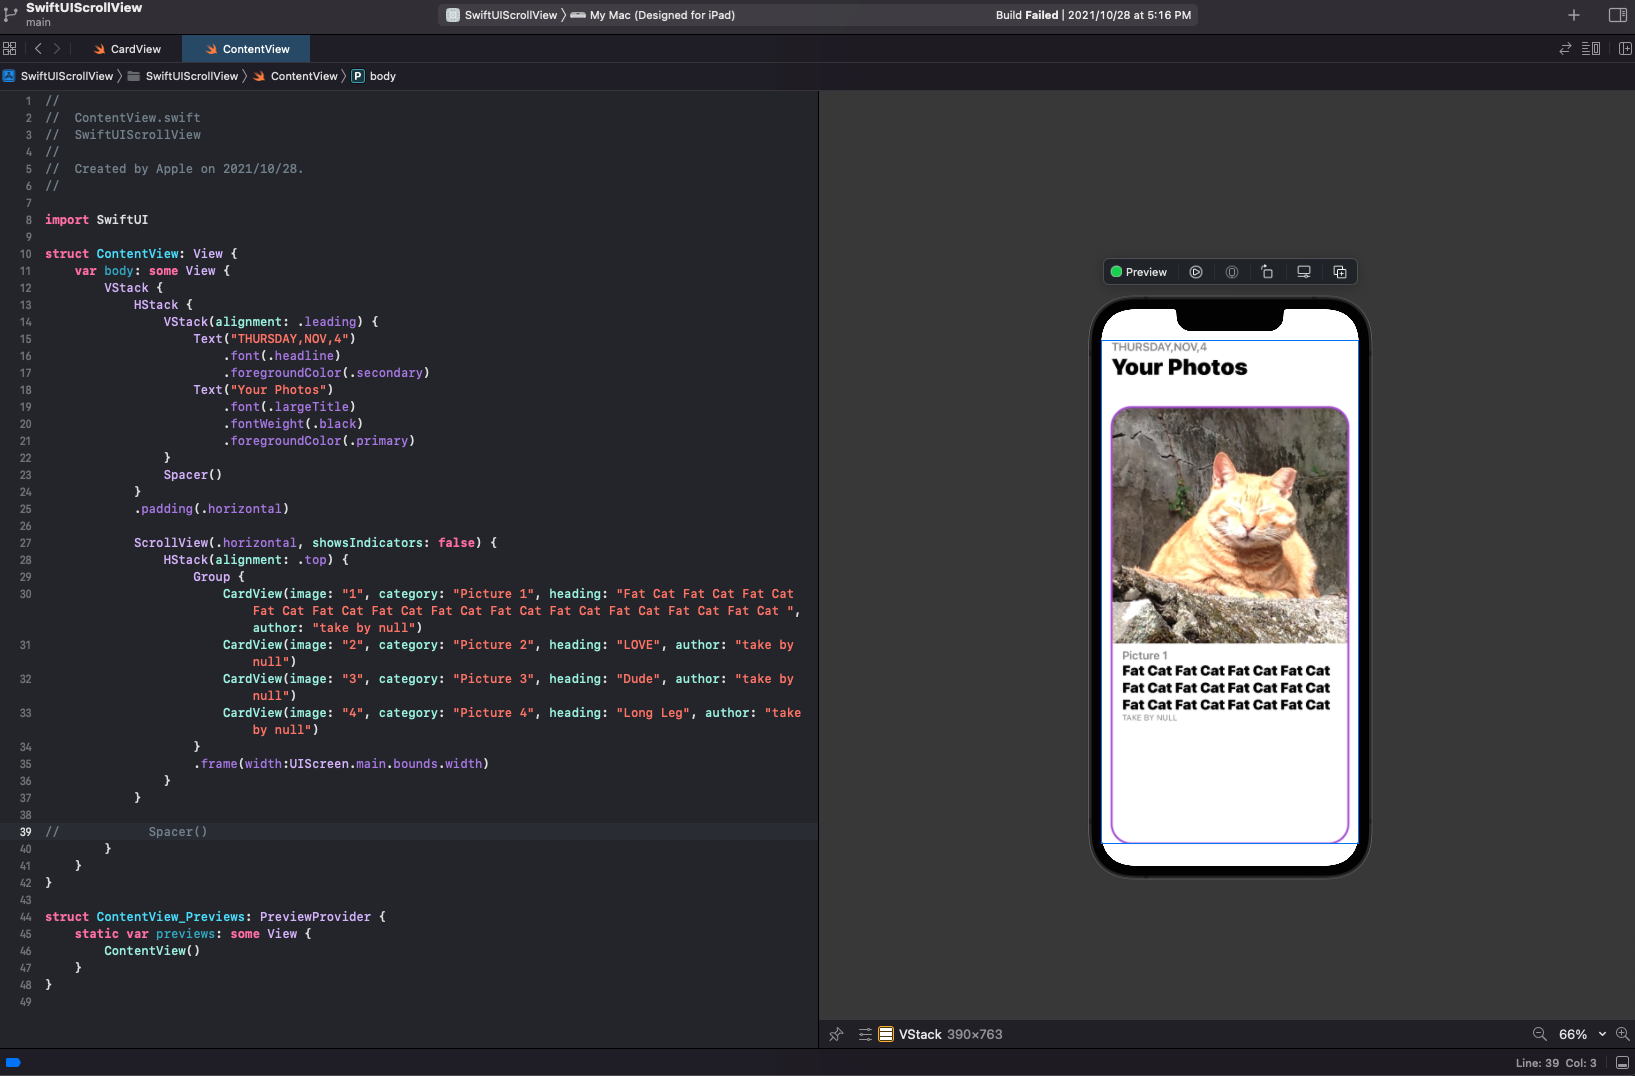 SwiftUIScrollView
main
SwiftUIScrollView
My Mac (Designed for iPad)
Build Failed | 2021/10/28 at 5:16 PM
CardView
ContentView
SwiftUIScrollView
SwiftUIScrollView
ContentView
P body
1 //
2 //  ContentView.swift
3 //  SwiftUIScrollView
4 //
5 //  Created by Apple on 2021/10/28.
6 //
7
8 import SwiftUI
9
10 struct ContentView: View {
11     var body: some View {
12         VStack {
13             HStack {
14                 VStack(alignment: .leading) {
15                     Text("THURSDAY,NOV,4")
16                         .font(.headline)
17                         .foregroundColor(.secondary)
18                     Text("Your Photos")
19                         .font(.largeTitle)
20                         .fontWeight(.black)
21                         .foregroundColor(.primary)
22                 }
23                 Spacer()
24             }
25             .padding(.horizontal)
26
27             ScrollView(.horizontal, showsIndicators: false) {
28                 HStack(alignment: .top) {
29                     Group {
30                         CardView(image: "1", category: "Picture 1", heading: "Fat Cat Fat Cat Fat Cat
Fat Cat Fat Cat Fat Cat Fat Cat Fat Cat Fat Cat Fat Cat Fat Cat Fat Cat ",
author: "take by null")
31                         CardView(image: "2", category: "Picture 2", heading: "LOVE", author: "take by
null")
32                         CardView(image: "3", category: "Picture 3", heading: "Dude", author: "take by
null")
33                         CardView(image: "4", category: "Picture 4", heading: "Long Leg", author: "take
by null")
34                     }
35                     .frame(width:UIScreen.main.bounds.width)
36                 }
37             }
38
39 //            Spacer()
40         }
41     }
42 }
43
44 struct ContentView_Previews: PreviewProvider {
45     static var previews: some View {
46         ContentView()
47     }
48 }
49
Preview
THURSDAY,NOV,4
Your Photos
Picture 1
Fat Cat Fat Cat Fat Cat Fat Cat
Fat Cat Fat Cat Fat Cat Fat Cat
Fat Cat Fat Cat Fat Cat Fat Cat
TAKE BY NULL
VStack 390×763
66%
Line: 39 Col: 3